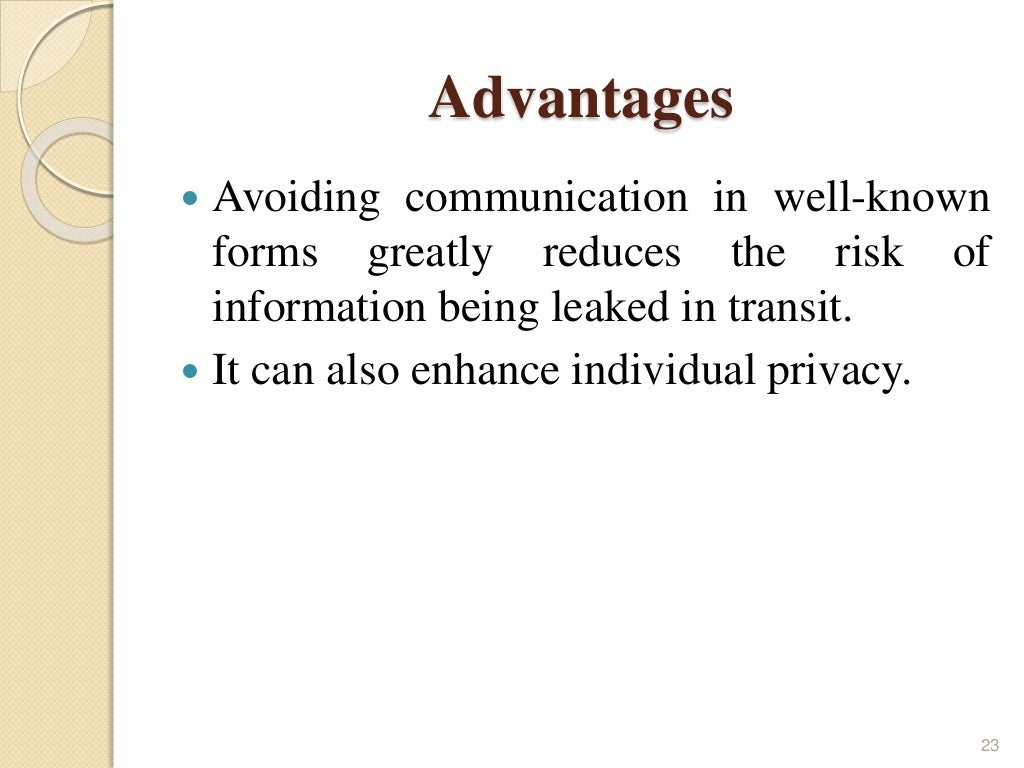 Advantages
Avoiding communication in well-known
forms greatly reduces the risk of
information being leaked in transit.
It can also enhance individual privacy.
23